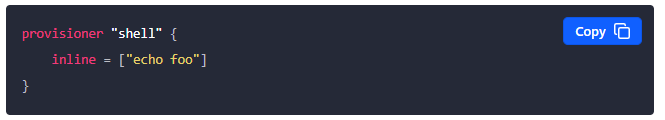 provisioner "shell" {
Copy
    inline = ["echo foo"]
}